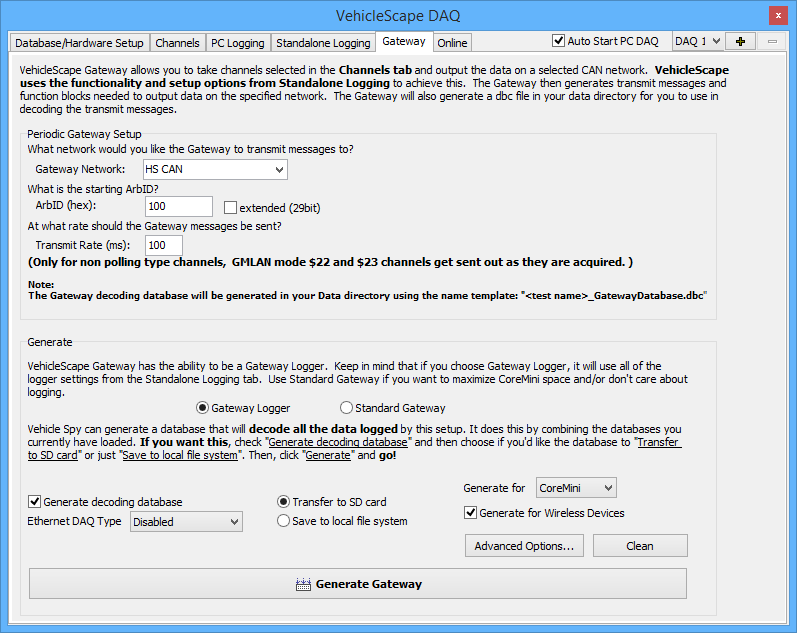 VehicleScape DAQ
x
Database/Hardware Setup Channels PC Logging Standalone Logging Gateway Online Auto Start PC DAQ DAQ 1
VehicleScape Gateway allows you to take channels selected in the Channels tab and output the data on a selected CAN network. VehicleScape
uses the functionality and setup options from Standalone Logging to achieve this. The Gateway then generates transmit messages and
function blocks needed to output data on the specified network. The Gateway will also generate a dbc file in your data directory for you to use in
decoding the transmit messages.
Periodic Gateway Setup
What network would you like the Gateway to transmit messages to?
Gateway Network: HS CAN
What is the starting ArbID?
ArbID (hex): 100 extended (29bit)
At what rate should the Gateway messages be sent?
Transmit Rate (ms): 100
(Only for non polling type channels, GMLAN mode $22 and $23 channels get sent out as they are acquired. )
Note:
The Gateway decoding database will be generated in your Data directory using the name template: "<test name>_GatewayDatabase.dbc"
Generate
VehicleScape Gateway has the ability to be a Gateway Logger. Keep in mind that if you choose Gateway Logger, it will use all of the
logger settings from the Standalone Logging tab. Use Standard Gateway if you want to maximize CoreMini space and/or don't care about
logging.
Gateway Logger Standard Gateway
Vehicle Spy can generate a database that will decode all the data logged by this setup. It does this by combining the databases you
currently have loaded. If you want this, check "Generate decoding database" and then choose if you'd like the database to "Transfer
to SD card" or just "Save to local file system". Then, click "Generate" and go!
Generate for CoreMini
Generate decoding database Transfer to SD card
Generate for Wireless Devices
Ethernet DAQ Type Disabled Save to local file system
Advanced Options... Clean
Generate Gateway